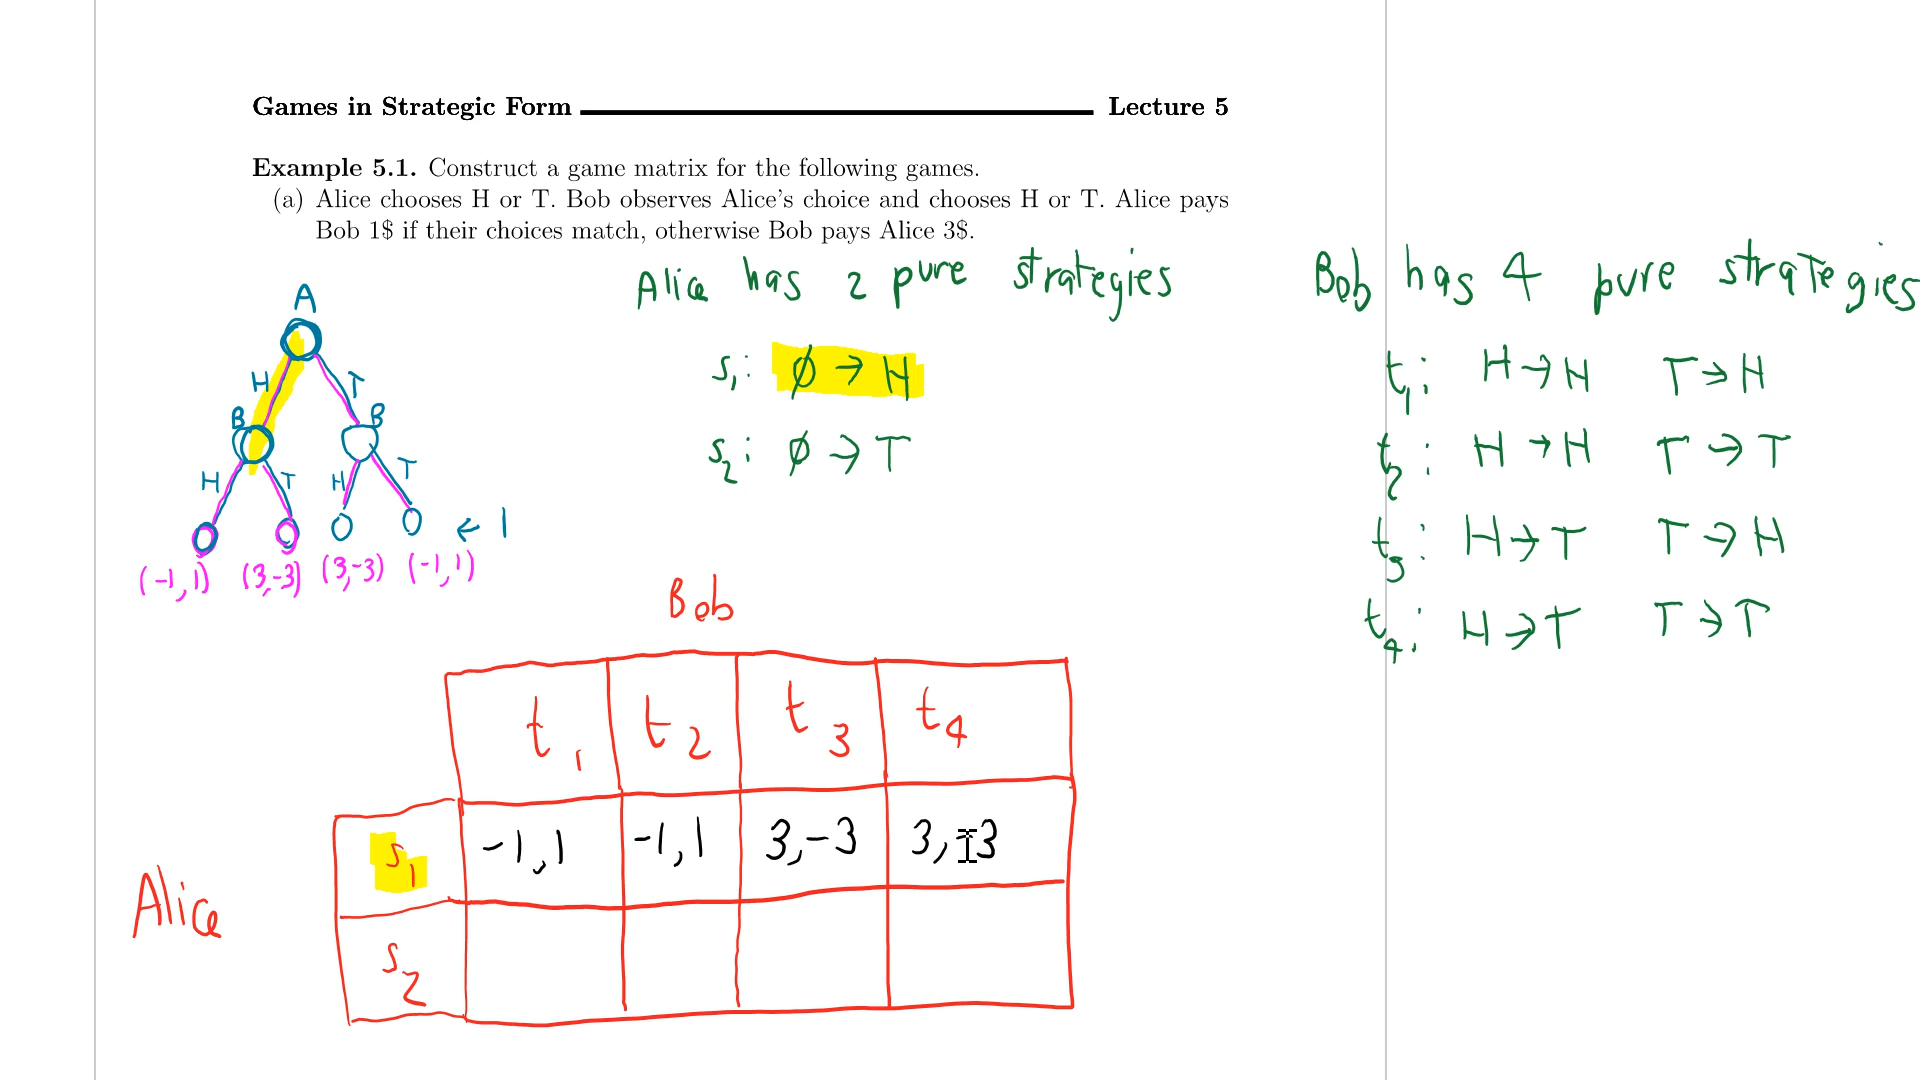 Games in Strategic Form Lecture 5
Example 5.1. Construct a game matrix for the following games.
(a) Alice chooses H or T. Bob observes Alice's choice and chooses H or T. Alice pays
Bob 1$ if their choices match, otherwise Bob pays Alice 3$.
Alice has 2 pure strategies
s₁: ∅ → H
s₂: ∅ → T
Bob has 4 pure strategies
t₁: H → H T → H
t₂: H → H T → T
t₃: H → T T → H
t₄: H → T T → T
A
H T
B B
H T H T
← 1
(-1, 1) (3,-3) (3,-3) (-1, 1)
Bob
t₁ t₂ t₃ t₄
Alice
s₁ -1, 1 -1, 1 3, -3 3, -3
s₂